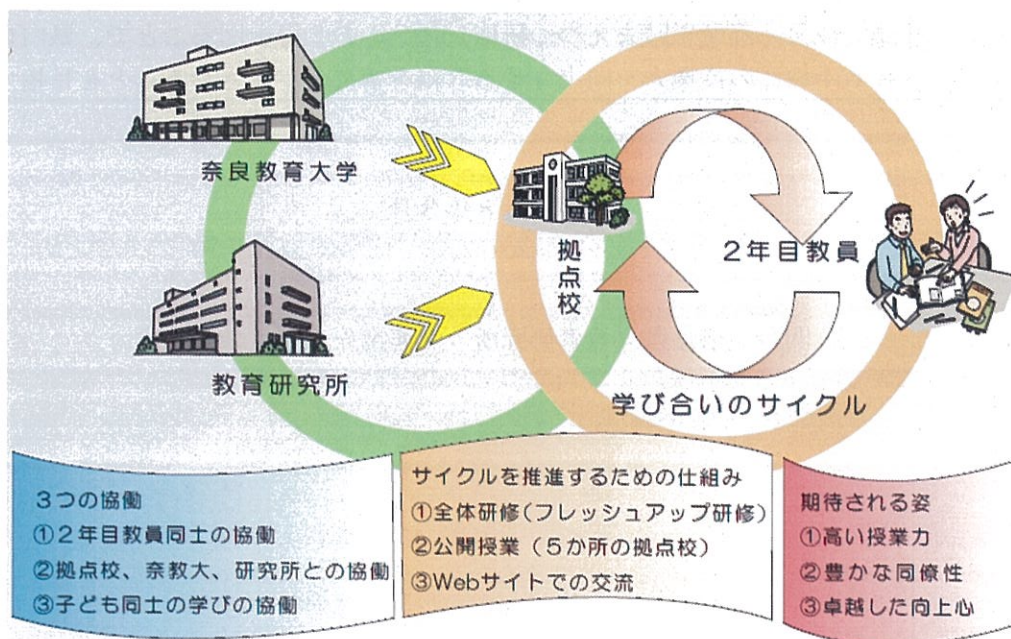 奈良教育大学
教育研究所
拠点校
2年目教員
学び合いのサイクル
3つの協働
①2年目教員同士の協働
②拠点校、奈教大、研究所との協働
③子ども同士の学びの協働
サイクルを推進するための仕組み
①全体研修(フレッシュアップ研修)
②公開授業(5か所の拠点校)
③Webサイトでの交流
期待される姿
①高い授業力
②豊かな同僚性
③卓越した向上心